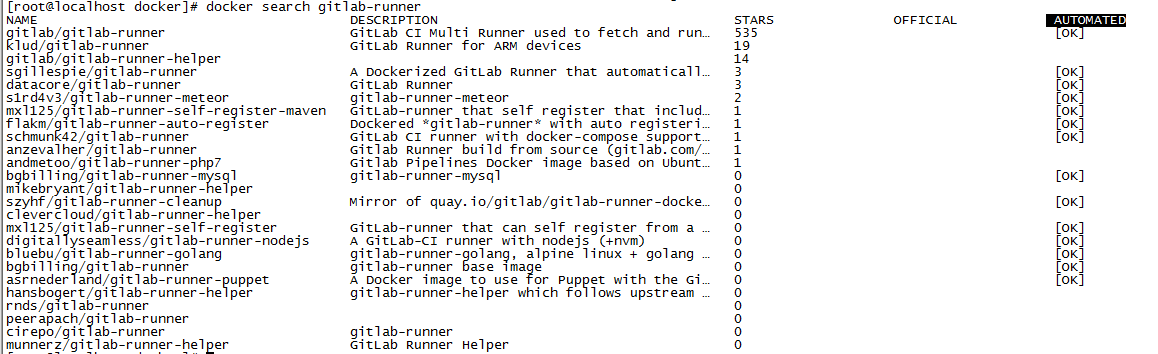 [root@localhost docker]# docker search gitlab-runner
NAME DESCRIPTION STARS OFFICIAL AUTOMATED
gitlab/gitlab-runner GitLab CI Multi Runner used to fetch and run… 535 [OK]
klud/gitlab-runner GitLab Runner for ARM devices 19
gitlab/gitlab-runner-helper 14
sgillespie/gitlab-runner A Dockerized GitLab Runner that automaticall… 3 [OK]
datacore/gitlab-runner GitLab Runner 3 [OK]
s1rd4v3/gitlab-runner-meteor gitlab-runner-meteor 2 [OK]
mxl125/gitlab-runner-self-register-maven GitLab-runner that self register that includ… 1 [OK]
flakm/gitlab-runner-auto-register Dockered *gitlab-runner* with auto registeri… 1 [OK]
schmunk42/gitlab-runner GitLab CI runner with docker-compose support… 1 [OK]
anzevalher/gitlab-runner Gitlab Runner build from source (gitlab.com/… 1
andmetoo/gitlab-runner-php7 Gitlab Pipelines Docker image based on Ubunt… 1
bgbilling/gitlab-runner-mysql gitlab-runner-mysql 0 [OK]
mikebryant/gitlab-runner-helper 0
szyhf/gitlab-runner-cleanup Mirror of quay.io/gitlab/gitlab-runner-docke… 0 [OK]
clevercloud/gitlab-runner-helper 0
mxl125/gitlab-runner-self-register GitLab-runner that can self register from a … 0 [OK]
digitallyseamless/gitlab-runner-nodejs A GitLab-CI runner with nodejs (+nvm) 0 [OK]
bluebu/gitlab-runner-golang gitlab-runner-golang, alpine linux + golang … 0 [OK]
bgbilling/gitlab-runner gitlab-runner base image 0 [OK]
asrnederland/gitlab-runner-puppet A Docker image to use for Puppet with the Gi… 0 [OK]
hansbogert/gitlab-runner-helper gitlab-runner-helper which follows upstream … 0
rnds/gitlab-runner 0
peerapach/gitlab-runner 0
cirepo/gitlab-runner gitlab-runner 0
munnerz/gitlab-runner-helper GitLab Runner Helper 0